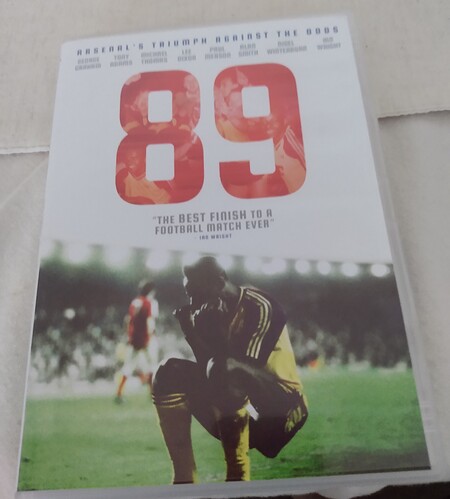 ARSENAL'S TRIUMPH AGAINST THE ODDS
GEORGE GRAHAM TONY ADAMS MICHAEL THOMAS LEE DIXON PAUL MERSON ALAN SMITH NIGEL WINTERBURN IAN WRIGHT
89
"THE BEST FINISH TO A
FOOTBALL MATCH EVER"
- IAN WRIGHT